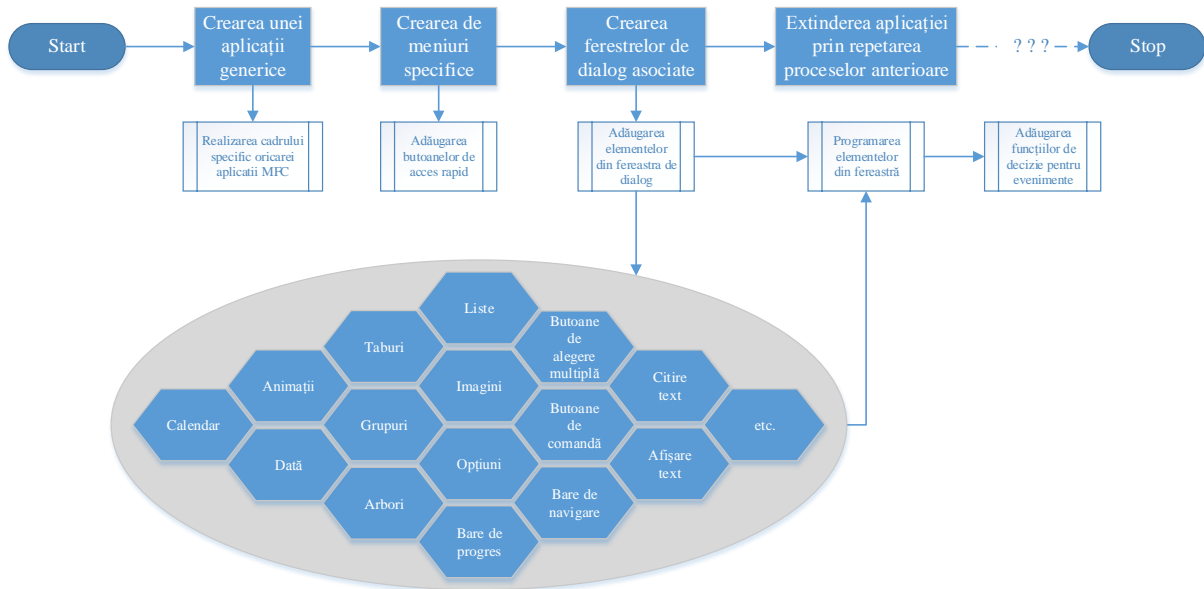 Start
Crearea unei
aplicații
generice
Crearea de
meniuri
specifice
Crearea
ferestrelor de
dialog asociate
Extinderea aplicației
prin repetarea
proceselor anterioare
? ? ?
Stop
Realizarea cadrului
specific oricarei
aplicatii MFC
Adăugarea
butoanelor de
acces rapid
Adăugarea
elementelor
din fereastra de
dialog
Programarea
elementelor
din fereastră
Adăugarea
funcțiilor de
decizie pentru
evenimente
Liste
Taburi
Butoane
de
alegere
multiplă
Animații
Imagini
Citire
text
Calendar
Grupuri
Butoane
de
comandă
etc.
Dată
Opțiuni
Afișare
text
Arbori
Bare de
navigare
Bare de
progres